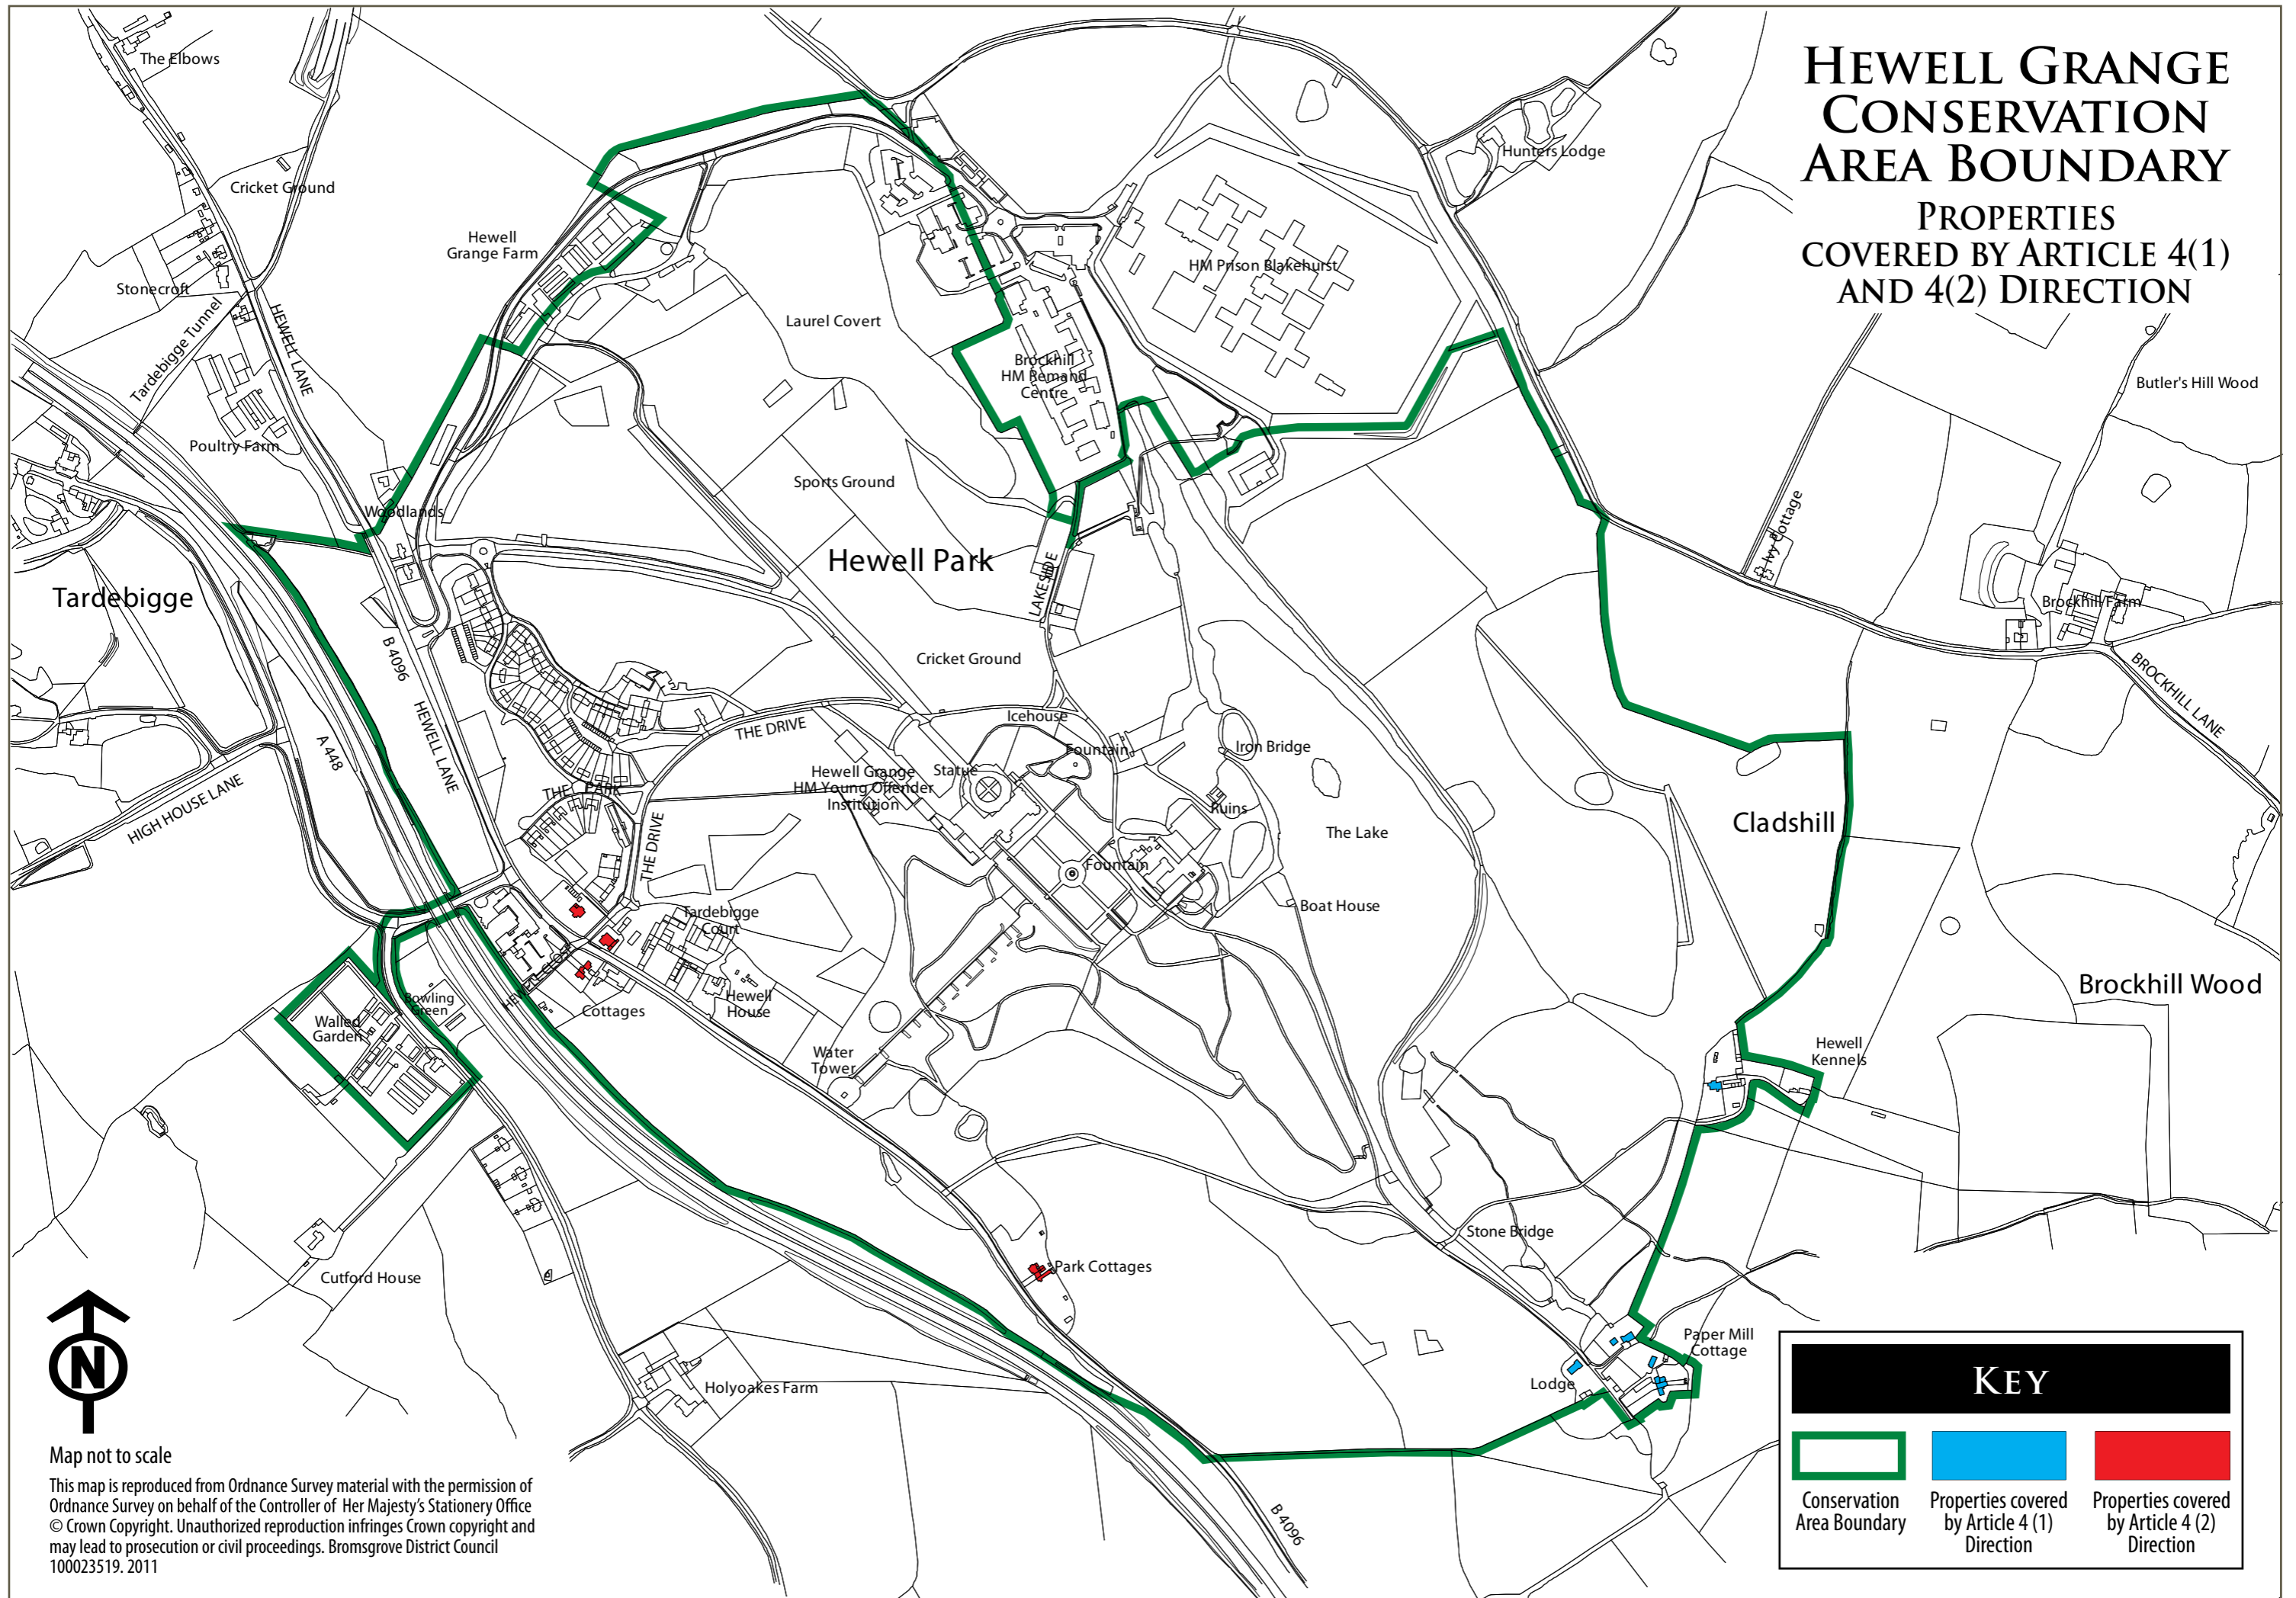 HEWELL GRANGE
CONSERVATION
AREA BOUNDARY
PROPERTIES
COVERED BY ARTICLE 4(1)
AND 4(2) DIRECTION
The Elbows
Cricket Ground
Hewell
Grange Farm
Stonecroft
Tardebigge Tunnel
HEWELL LANE
Poultry Farm
Woodlands
Tardebigge
Hunters Lodge
HM Prison Blakehurst
Laurel Covert
Brockhill
HM Remand
Centre
Butler's Hill Wood
Sports Ground
Hewell Park
LAKESIDE
Ivy Cottage
Brockhill Farm
BROCKHILL LANE
B 4096
HEWELL LANE
A 448
HIGH HOUSE LANE
Cricket Ground
THE DRIVE
Icehouse
Fountain
Iron Bridge
Statue
Hewell Grange
HM Young Offender
Institution
THE PARK
THE DRIVE
Ruins
The Lake
Cladshill
Fountain
Boat House
Tardebigge
Court
Brockhill Wood
Bowling
Green
Walled
Garden
Hewell
House
Cottages
Water
Tower
Hewell
Kennels
Stone Bridge
Park Cottages
Cutford House
Paper Mill
Cottage
Lodge
Holyoakes Farm
B 4096
N
Map not to scale
This map is reproduced from Ordnance Survey material with the permission of
Ordnance Survey on behalf of the Controller of Her Majesty's Stationery Office
© Crown Copyright. Unauthorized reproduction infringes Crown copyright and
may lead to prosecution or civil proceedings. Bromsgrove District Council
100023519. 2011
KEY
Conservation
Area Boundary
Properties covered
by Article 4 (1)
Direction
Properties covered
by Article 4 (2)
Direction